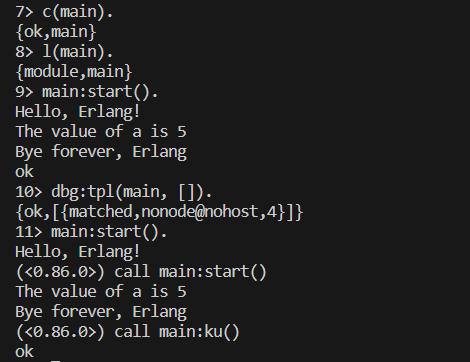 7> c(main).
{ok,main}
8> l(main).
{module,main}
9> main:start().
Hello, Erlang!
The value of a is 5
Bye forever, Erlang
ok
10> dbg:tpl(main, []).
{ok,[{matched,nonode@nohost,4}]}
11> main:start().
Hello, Erlang!
(<0.86.0>) call main:start()
The value of a is 5
Bye forever, Erlang
(<0.86.0>) call main:ku()
ok